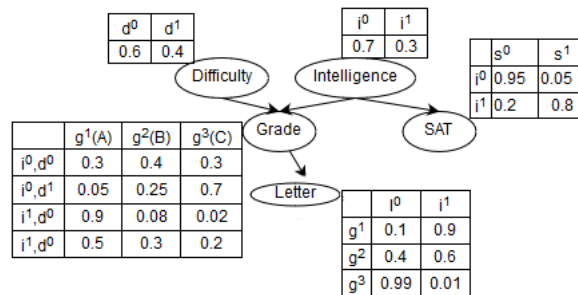 d⁰ d¹
0.6 0.4
i⁰ i¹
0.7 0.3
s⁰ s¹
i⁰ 0.95 0.05
i¹ 0.2 0.8
Difficulty
Intelligence
Grade
SAT
Letter
g¹(A) g²(B) g³(C)
i⁰,d⁰ 0.3 0.4 0.3
i⁰,d¹ 0.05 0.25 0.7
i¹,d⁰ 0.9 0.08 0.02
i¹,d⁰ 0.5 0.3 0.2
l⁰ i¹
g¹ 0.1 0.9
g² 0.4 0.6
g³ 0.99 0.01